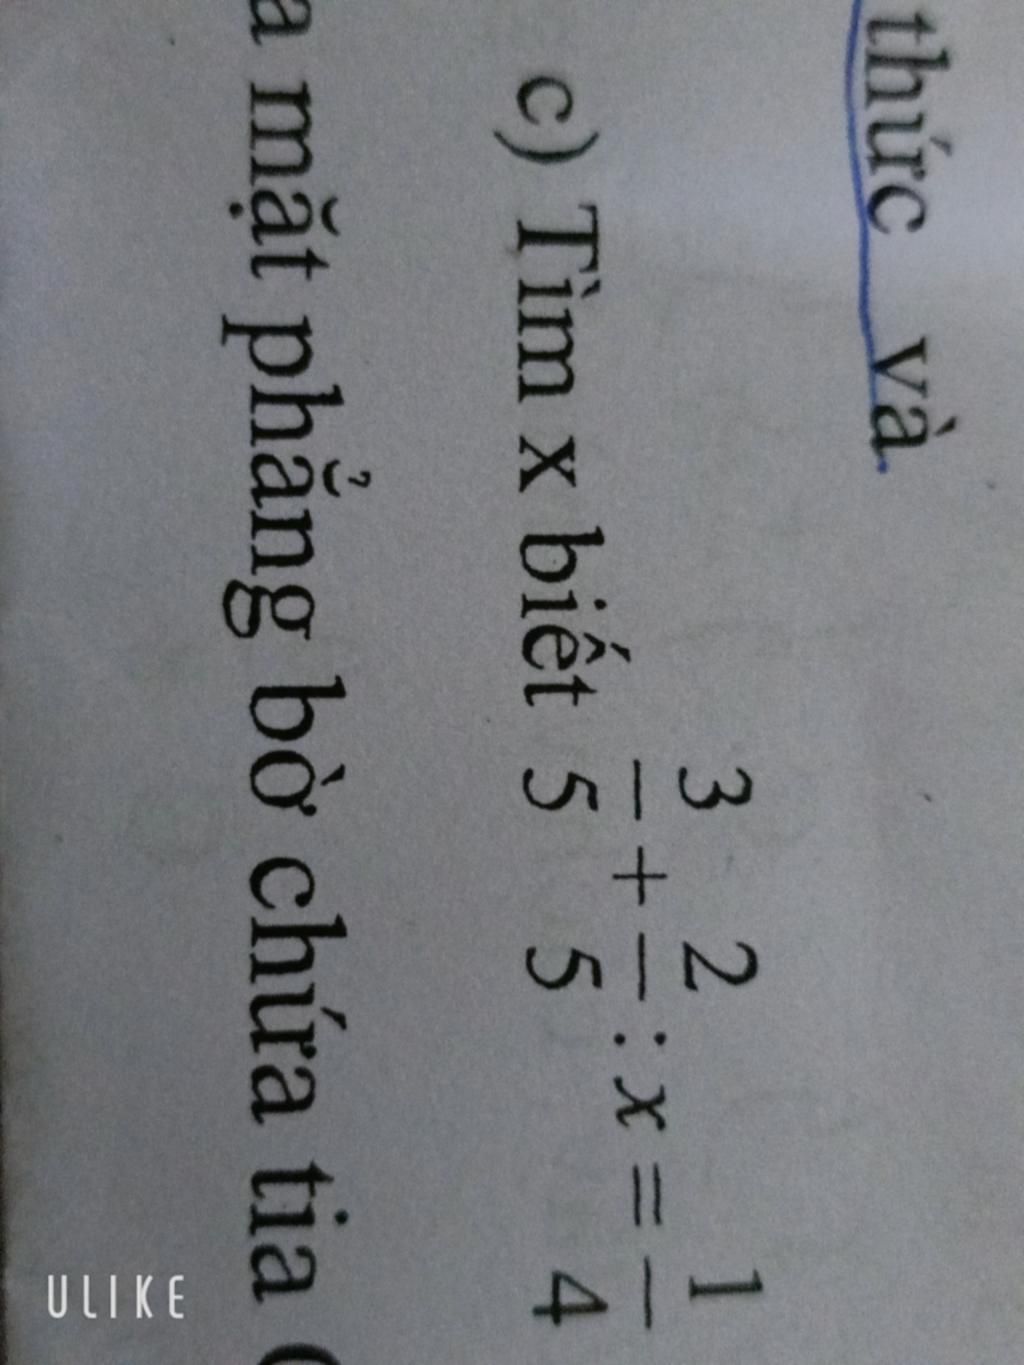 thức và
c) Tìm x biết 3/5 + 2/5 : x = 1/4
a mặt phẳng bờ chứa tia
ULIKE